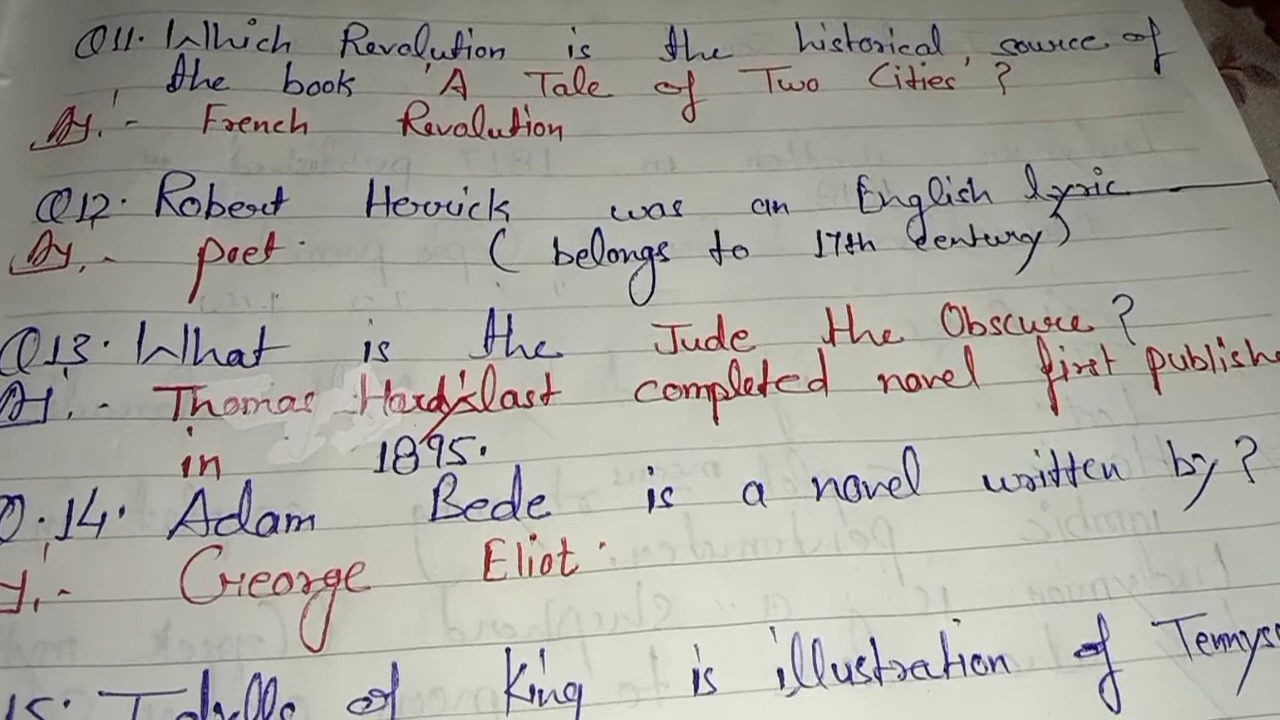 Q11. Which Revolution is the historical source of
the book 'A Tale of Two Cities' ?
:- French Revolution
Q12. Robert Herrick was an English lyric
:- poet. ( belongs to 17th Century)
Q13. What is the Jude the Obscure ?
:- Thomas Hardy's last completed novel first publish
in 1895.
Q.14. Adam Bede is a novel written by ?
:- George Eliot.
15. Idylls of King is illustration of Tennys